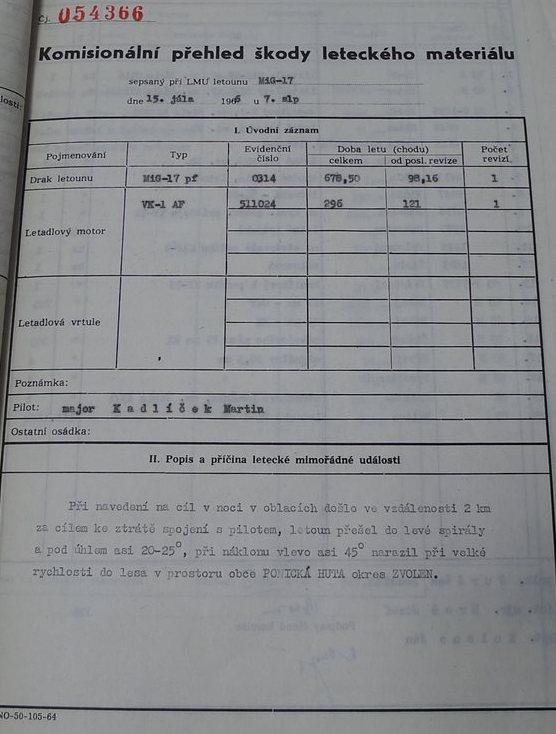 Čj. 054366
Komisionální přehled škody leteckého materiálu
sepsaný při LMU letounu MiG-17
dne 15. júla 1966 u 7. slp
I. Úvodní záznam
Pojmenování Typ Evidenční číslo Doba letu (chodu) celkem od posl. revize Počet revizí
Drak letounu MiG-17 pf 0314 678,50 98,16 1
Letadlový motor VK-1 AF 511024 296 121 1
Letadlová vrtule
Poznámka:
Pilot: major Kadlíček Martin
Ostatní osádka:
II. Popis a příčina letecké mimořádné události
Při navedení na cíl v noci v oblacích došlo ve vzdálenosti 2 km
za cílem ke ztrátě spojení s pilotem, letoun přešel do levé spirály
a pod úhlem asi 20-25°, při náklonu vlevo asi 45° narazil při velké
rychlosti do lesa v prostoru obce PONICKÁ HUTA okres ZVOLEN.
NO-50-105-64